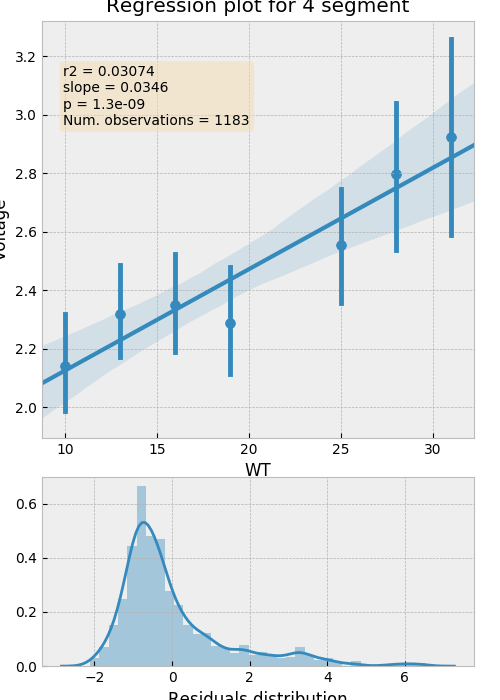 Regression plot for 4 segment
r2 = 0.03074
slope = 0.0346
p = 1.3e-09
Num. observations = 1183
Voltage
3.2
3.0
2.8
2.6
2.4
2.2
2.0
10 15 20 25 30
WT
0.6
0.4
0.2
0.0
−2 0 2 4 6
Residuals distribution